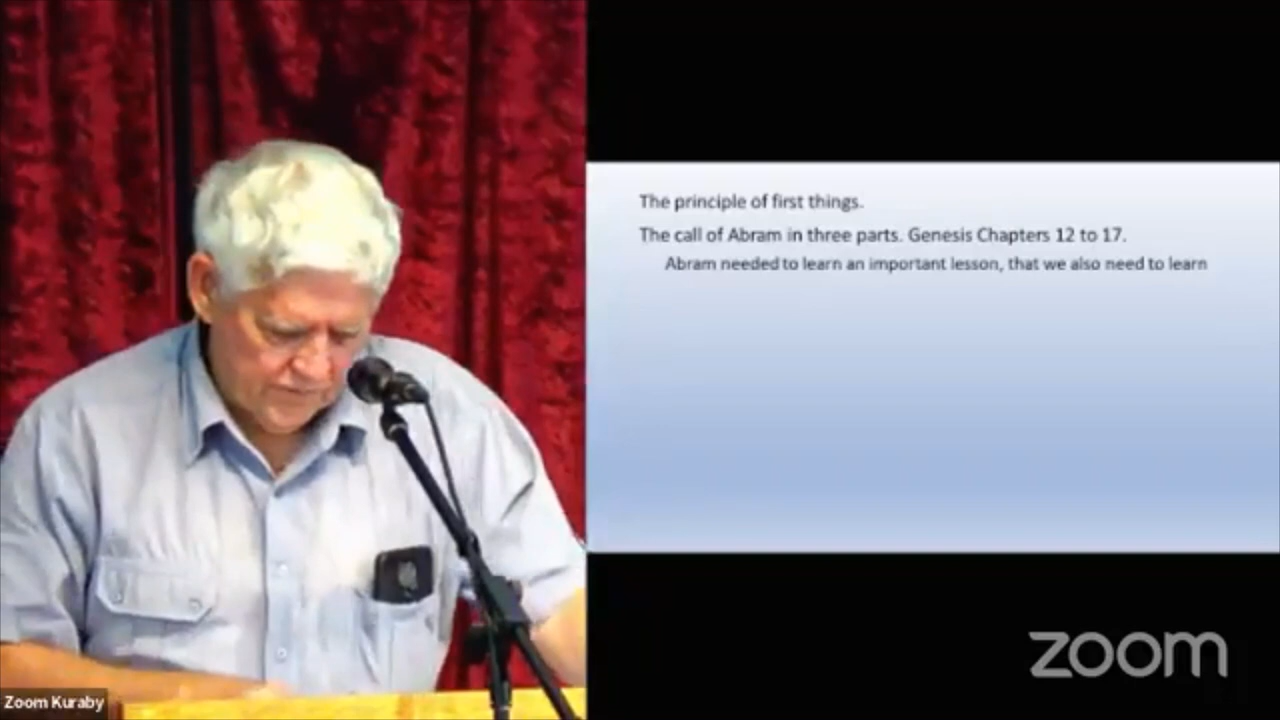 The principle of first things.
The call of Abram in three parts. Genesis Chapters 12 to 17.
Abram needed to learn an important lesson, that we also need to learn
zoom
Zoom Kuraby